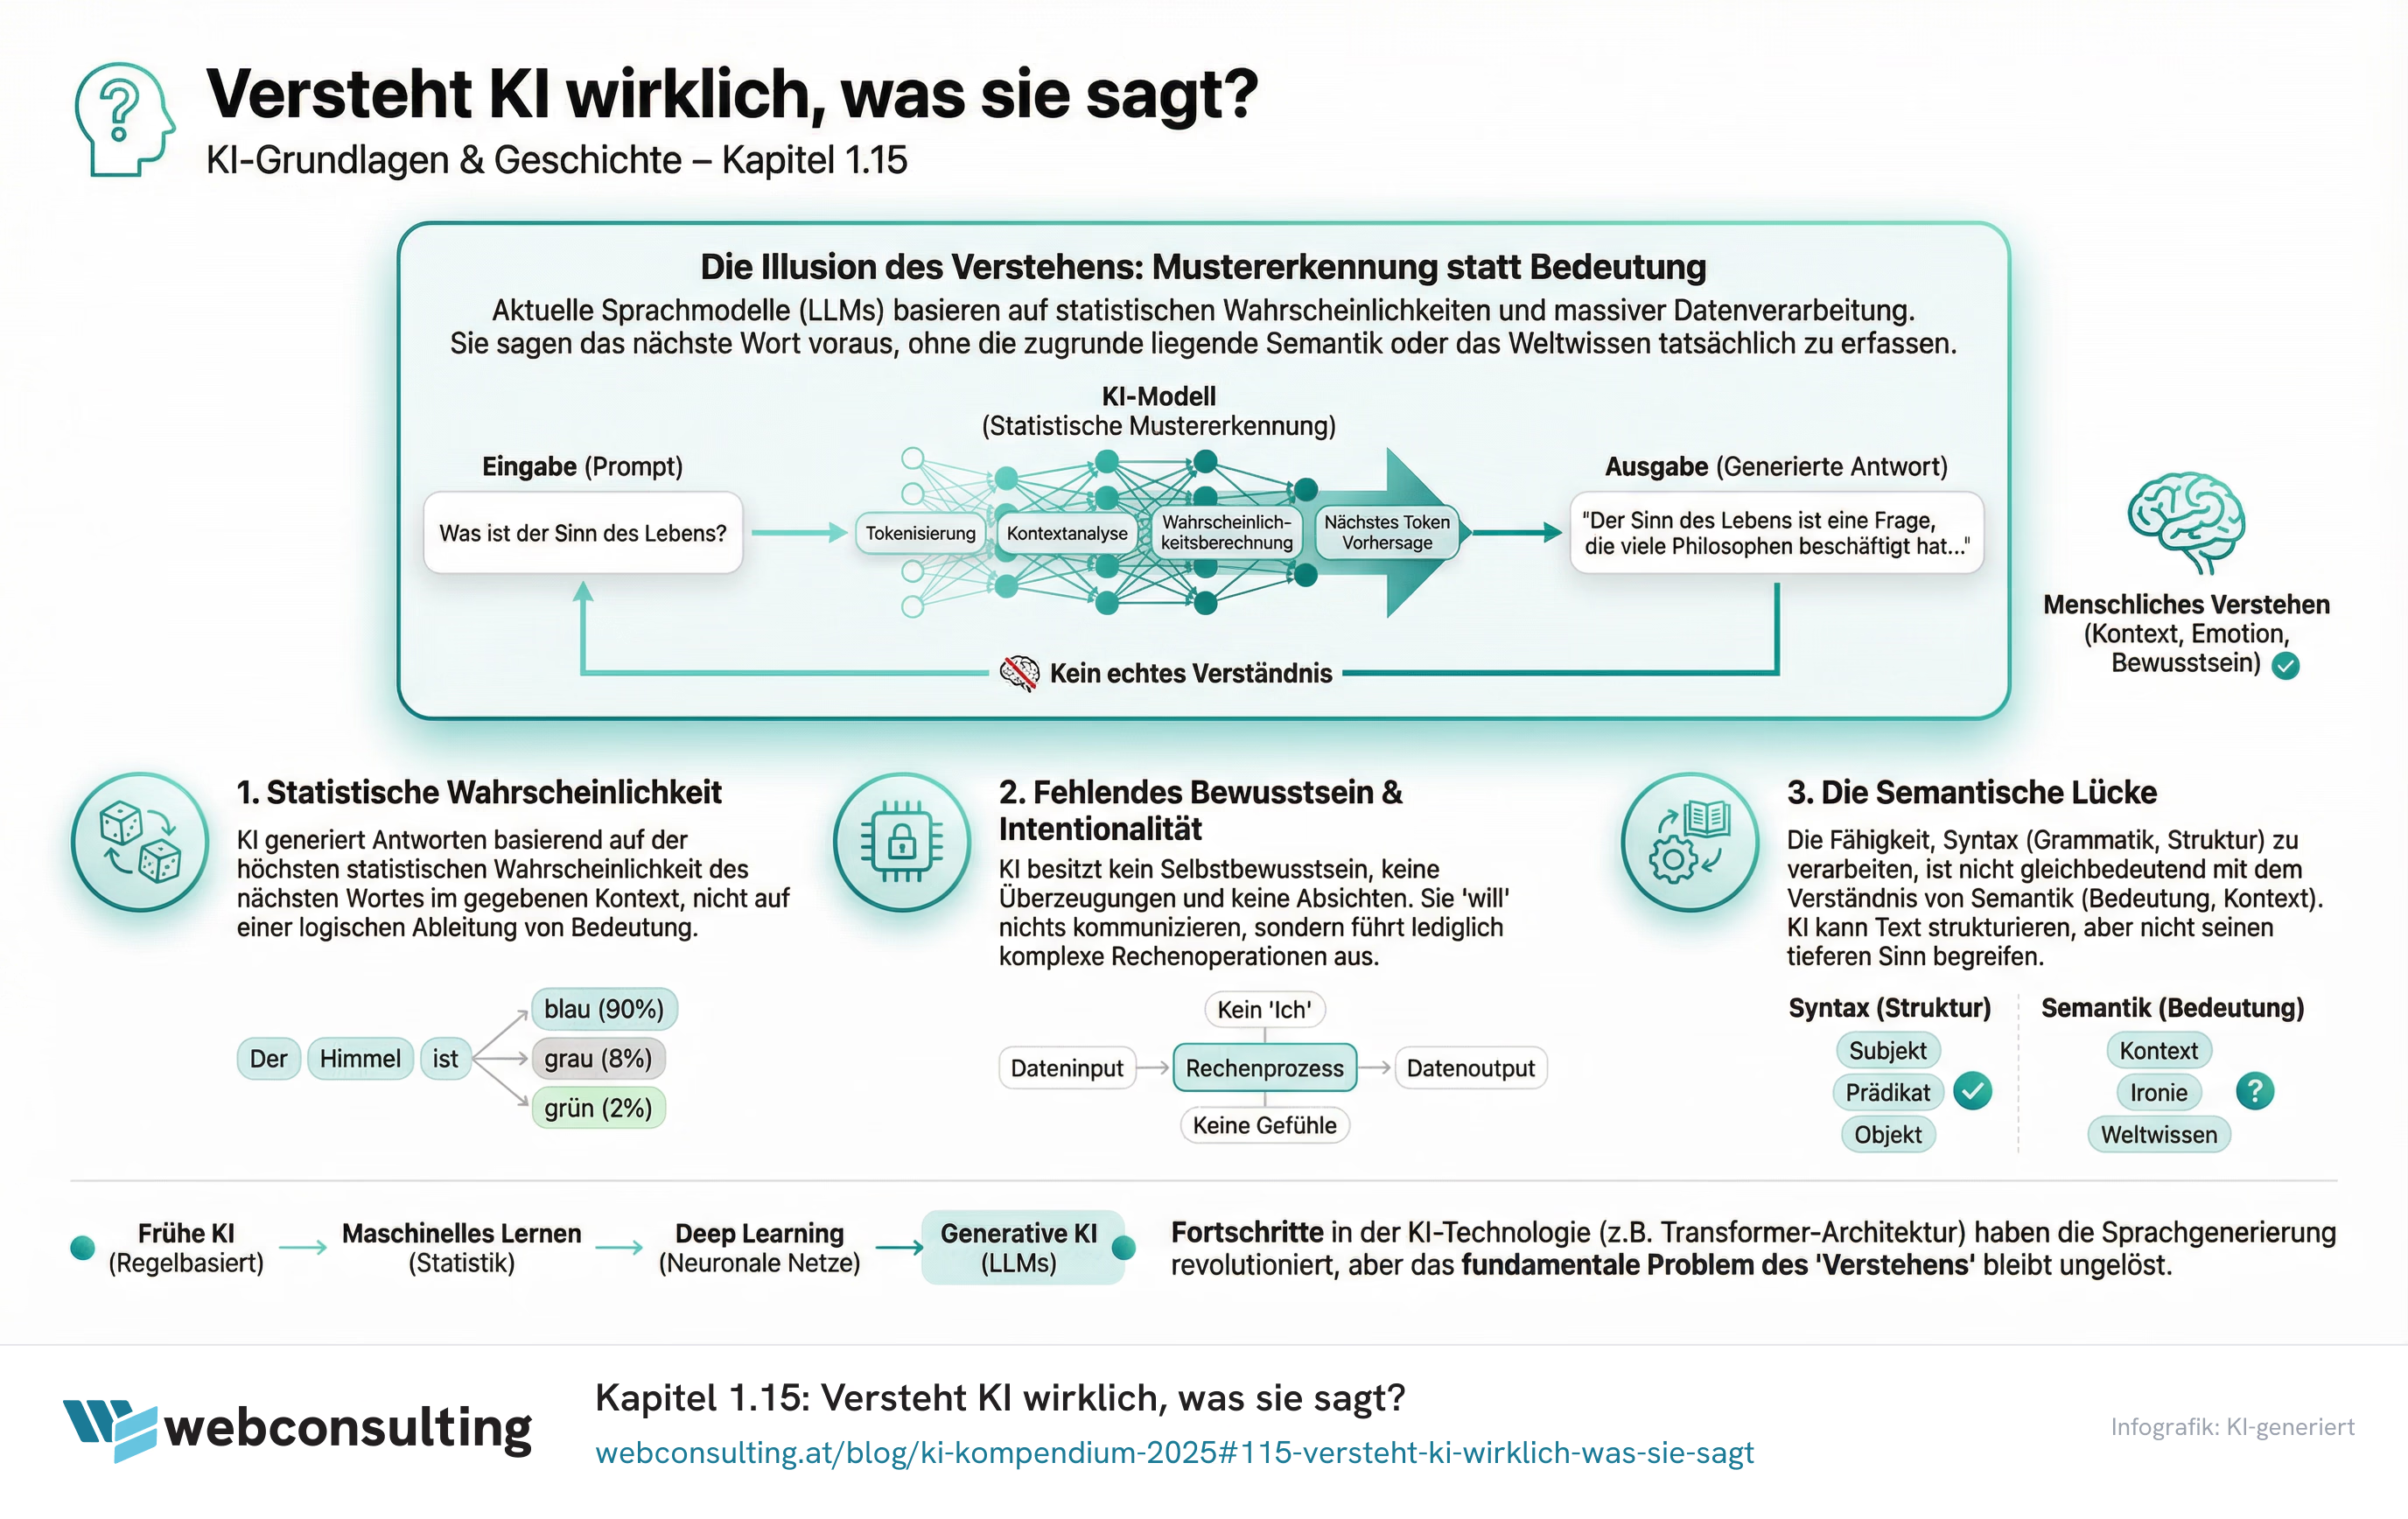 Versteht KI wirklich, was sie sagt?
KI-Grundlagen & Geschichte – Kapitel 1.15
Die Illusion des Verstehens: Mustererkennung statt Bedeutung
Aktuelle Sprachmodelle (LLMs) basieren auf statistischen Wahrscheinlichkeiten und massiver Datenverarbeitung.
Sie sagen das nächste Wort voraus, ohne die zugrunde liegende Semantik oder das Weltwissen tatsächlich zu erfassen.
KI-Modell
(Statistische Mustererkennung)
Eingabe (Prompt)
Was ist der Sinn des Lebens?
Tokenisierung
Kontextanalyse
Wahrscheinlich-
keitsberechnung
Nächstes Token
Vorhersage
Ausgabe (Generierte Antwort)
"Der Sinn des Lebens ist eine Frage,
die viele Philosophen beschäftigt hat..."
Kein echtes Verständnis
Menschliches Verstehen
(Kontext, Emotion,
Bewusstsein)
1. Statistische Wahrscheinlichkeit
KI generiert Antworten basierend auf der
höchsten statistischen Wahrscheinlichkeit des
nächsten Wortes im gegebenen Kontext, nicht auf
einer logischen Ableitung von Bedeutung.
Der Himmel ist
blau (90%)
grau (8%)
grün (2%)
2. Fehlendes Bewusstsein &
Intentionalität
KI besitzt kein Selbstbewusstsein, keine
Überzeugungen und keine Absichten. Sie 'will'
nichts kommunizieren, sondern führt lediglich
komplexe Rechenoperationen aus.
Kein 'Ich'
Dateninput
Rechenprozess
Datenoutput
Keine Gefühle
3. Die Semantische Lücke
Die Fähigkeit, Syntax (Grammatik, Struktur) zu
verarbeiten, ist nicht gleichbedeutend mit dem
Verständnis von Semantik (Bedeutung, Kontext).
KI kann Text strukturieren, aber nicht seinen
tieferen Sinn begreifen.
Syntax (Struktur)
Subjekt
Prädikat
Objekt
Semantik (Bedeutung)
Kontext
Ironie
Weltwissen
?
Frühe KI
(Regelbasiert)
Maschinelles Lernen
(Statistik)
Deep Learning
(Neuronale Netze)
Generative KI
(LLMs)
Fortschritte in der KI-Technologie (z.B. Transformer-Architektur) haben die Sprachgenerierung
revolutioniert, aber das fundamentale Problem des 'Verstehens' bleibt ungelöst.
webconsulting
Kapitel 1.15: Versteht KI wirklich, was sie sagt?
webconsulting.at/blog/ki-kompendium-2025#115-versteht-ki-wirklich-was-sie-sagt
Infografik: KI-generiert